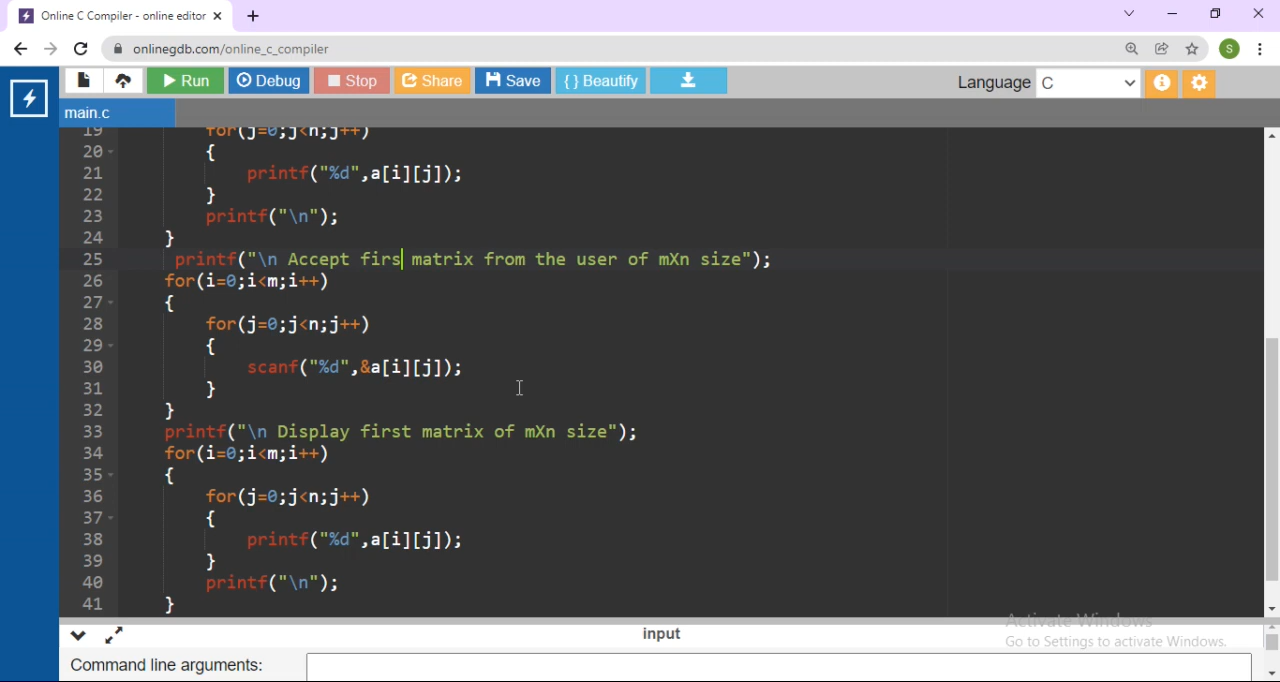 Online C Compiler - online editor
onlinegdb.com/online_c_compiler
S
Run Debug Stop Share Save { } Beautify Language C
main.c
19 for(j=0;j<n;j++)
20 {
21 printf("%d",a[i][j]);
22 }
23 printf("\n");
24 }
25 printf("\n Accept firs matrix from the user of mXn size");
26 for(i=0;i<m;i++)
27 {
28 for(j=0;j<n;j++)
29 {
30 scanf("%d",&a[i][j]);
31 }
32 }
33 printf("\n Display first matrix of mXn size");
34 for(i=0;i<m;i++)
35 {
36 for(j=0;j<n;j++)
37 {
38 printf("%d",a[i][j]);
39 }
40 printf("\n");
41 }
Activate Windows
input
Go to Settings to activate Windows.
Command line arguments: